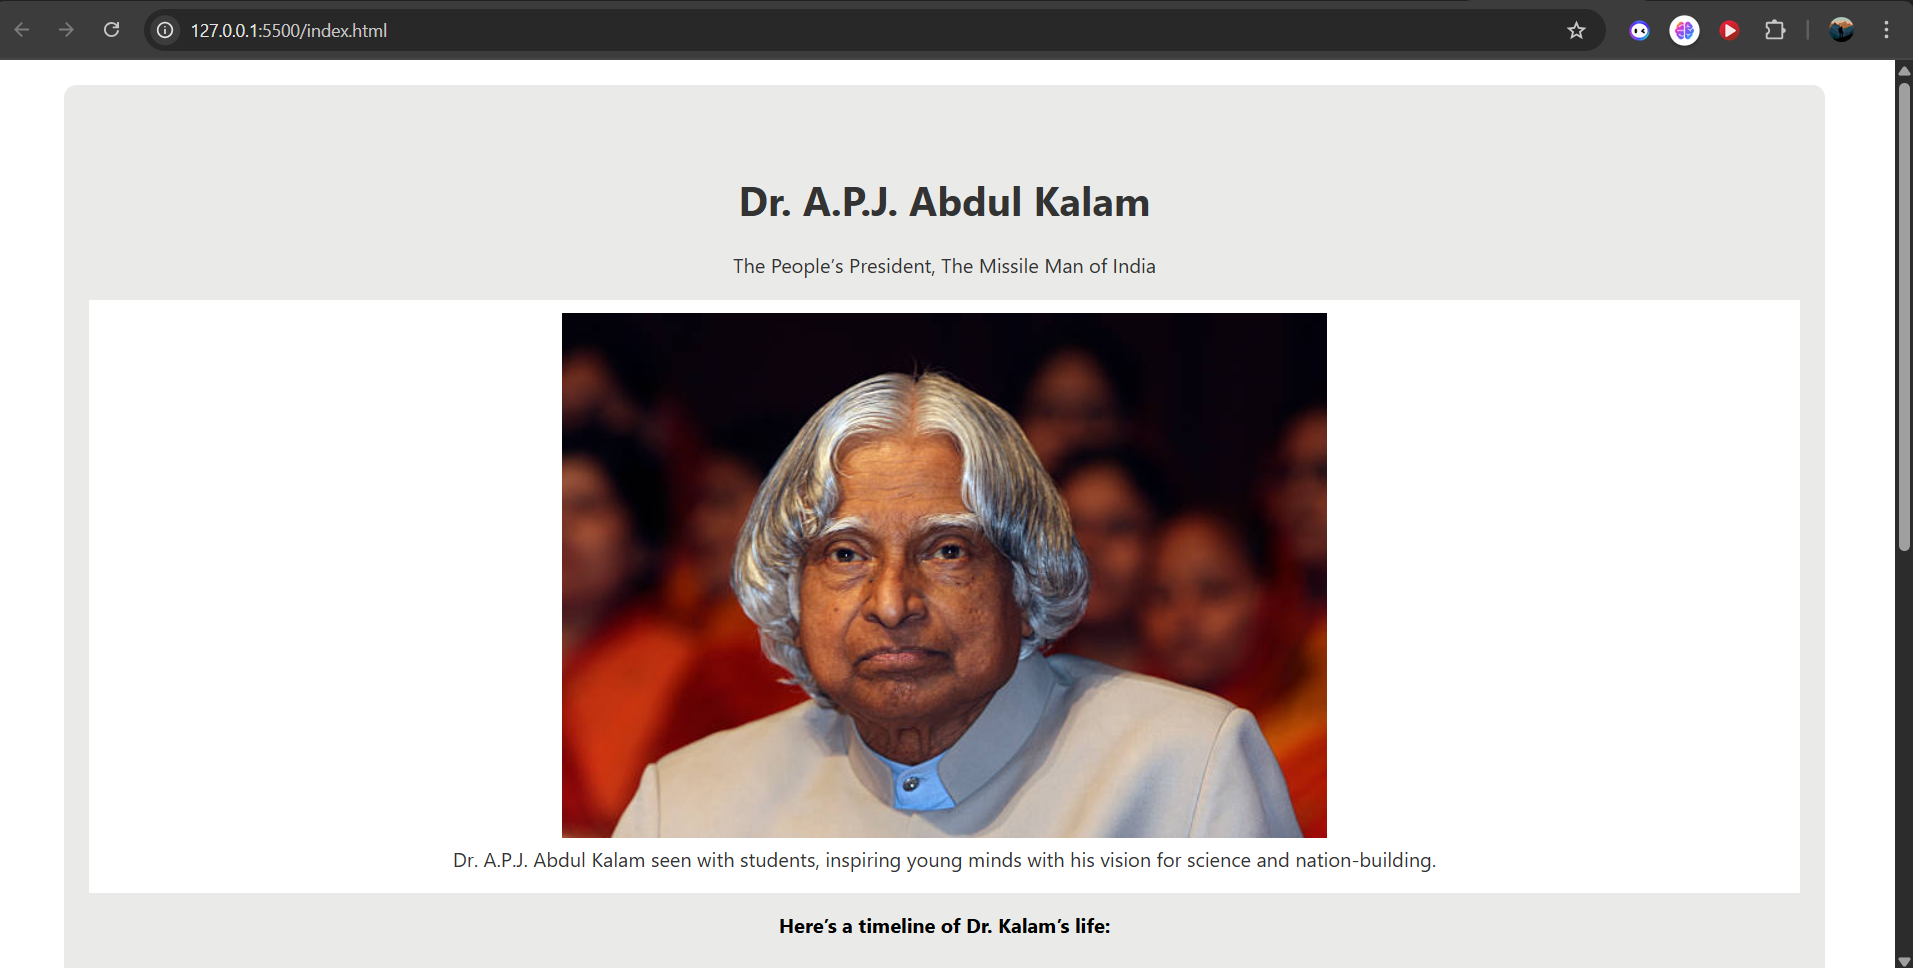 127.0.0.1:5500/index.html
Dr. A.P.J. Abdul Kalam
The People’s President, The Missile Man of India
Dr. A.P.J. Abdul Kalam seen with students, inspiring young minds with his vision for science and nation-building.
Here’s a timeline of Dr. Kalam’s life: